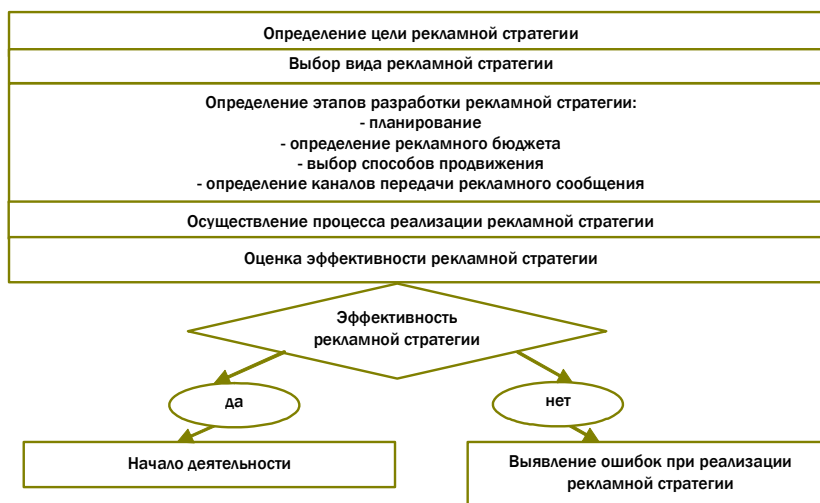 Определение цели рекламной стратегии
Выбор вида рекламной стратегии
Определение этапов разработки рекламной стратегии:
- планирование
- определение рекламного бюджета
- выбор способов продвижения
- определение каналов передачи рекламного сообщения
Осуществление процесса реализации рекламной стратегии
Оценка эффективности рекламной стратегии
Эффективность
рекламной стратегии
да
нет
Начало деятельности
Выявление ошибок при реализации
рекламной стратегии